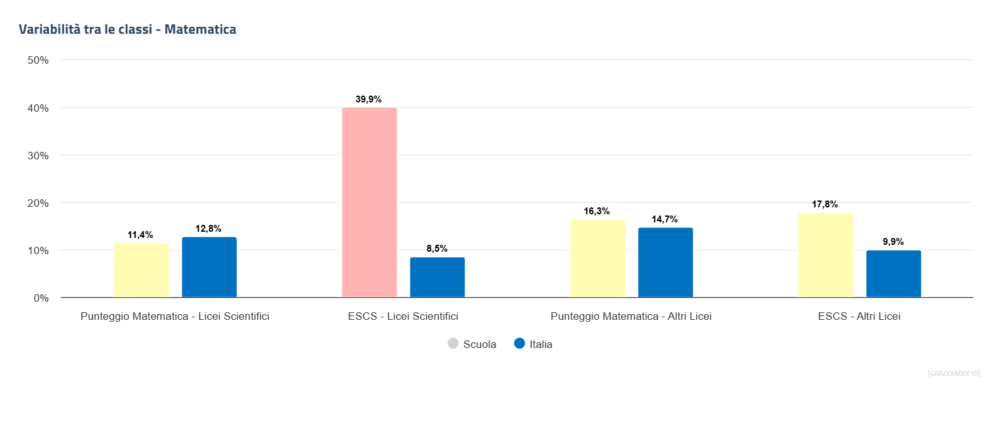 Variabilità tra le classi - Matematica
50%
40%
30%
20%
10%
0%
11,4%
12,8%
39,9%
8,5%
16,3%
14,7%
17,8%
9,9%
Punteggio Matematica - Licei Scientifici
ESCS - Licei Scientifici
Punteggio Matematica - Altri Licei
ESCS - Altri Licei
Scuola
Italia
[GRIVXXMXX10]